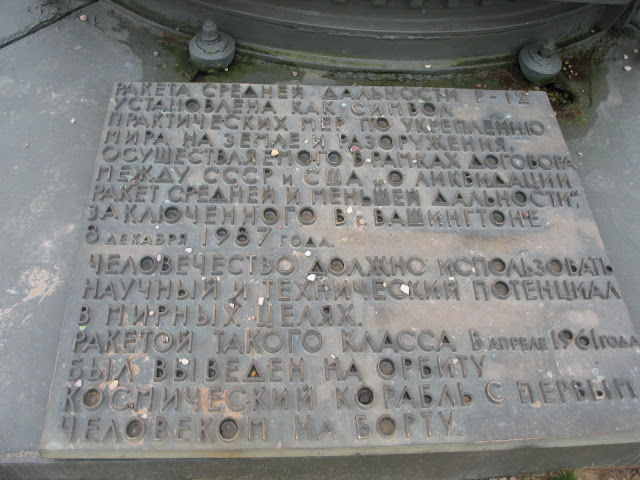 РАКЕТА СРЕДНЕЙ ДАЛЬНОСТИ Р-12
УСТАНОВЛЕНА КАК СИМВО
ПРАКТИЧЕСКИХ МЕР ПО УКРЕПЛЕНИЮ
МИРА НА ЗЕМЛЕ И РАЗОРУЖЕНИЯ,
ОСУЩЕСТВЛЯЕМОГО В РАМКАХ ДОГОВОРА
МЕЖДУ СССР И США „О ЛИКВИДАЦИИ
РАКЕТ СРЕДНЕЙ И МЕНЬШЕЙ ДАЛЬНОСТИ",
ЗАКЛЮЧЕННОГО В Г. ВАШИНГТОНЕ
8 ДЕКАБРЯ 1987 ГОДА.
ЧЕЛОВЕЧЕСТВО ДОЛЖНО ИСПОЛЬЗОВАТЬ
НАУЧНЫЙ И ТЕХНИЧЕСКИЙ ПОТЕНЦИАЛ
В МИРНЫХ ЦЕЛЯХ.
РАКЕТОЙ ТАКОГО КЛАССА В АПРЕЛЕ 1961 ГОДА
БЫЛ ВЫВЕДЕН НА ОРБИТУ
КОСМИЧЕСКИЙ КОРАБЛЬ С ПЕРВЫМ
ЧЕЛОВЕКОМ НА БОРТУ